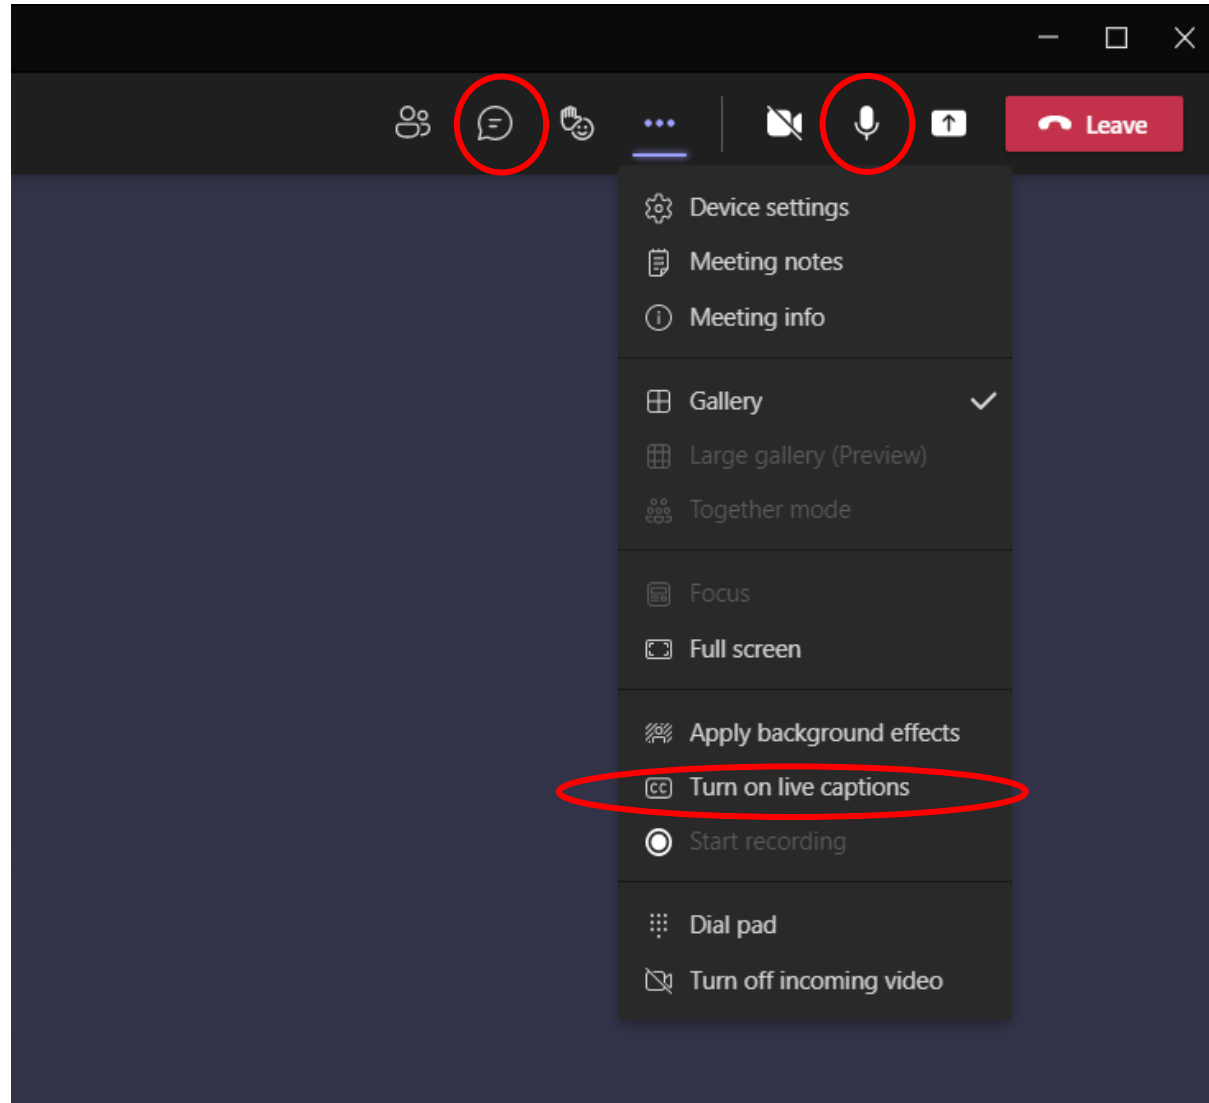 Leave
Device settings
Meeting notes
Meeting info
Gallery
Large gallery (Preview)
Together mode
Focus
Full screen
Apply background effects
CC Turn on live captions
Start recording
Dial pad
Turn off incoming video